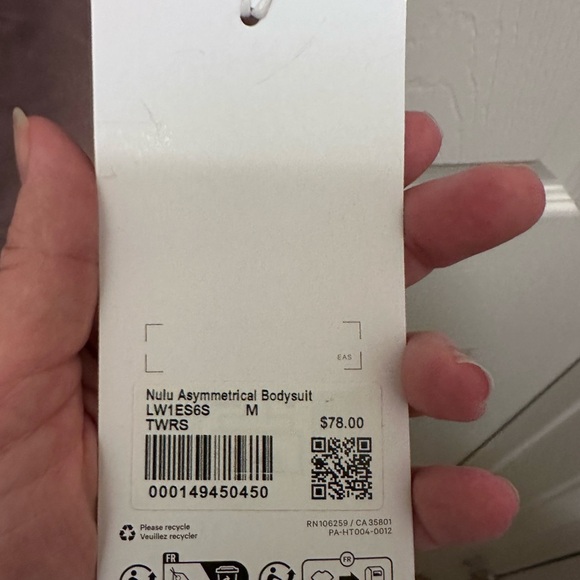 EAS
Nulu Asymmetrical Bodysuit
LW1ES6S M
TWRS $78.00
000149450450
Please recycle
Veuillez recycler
RN106259 / CA35801
PA-HT004-0012
FR
FR